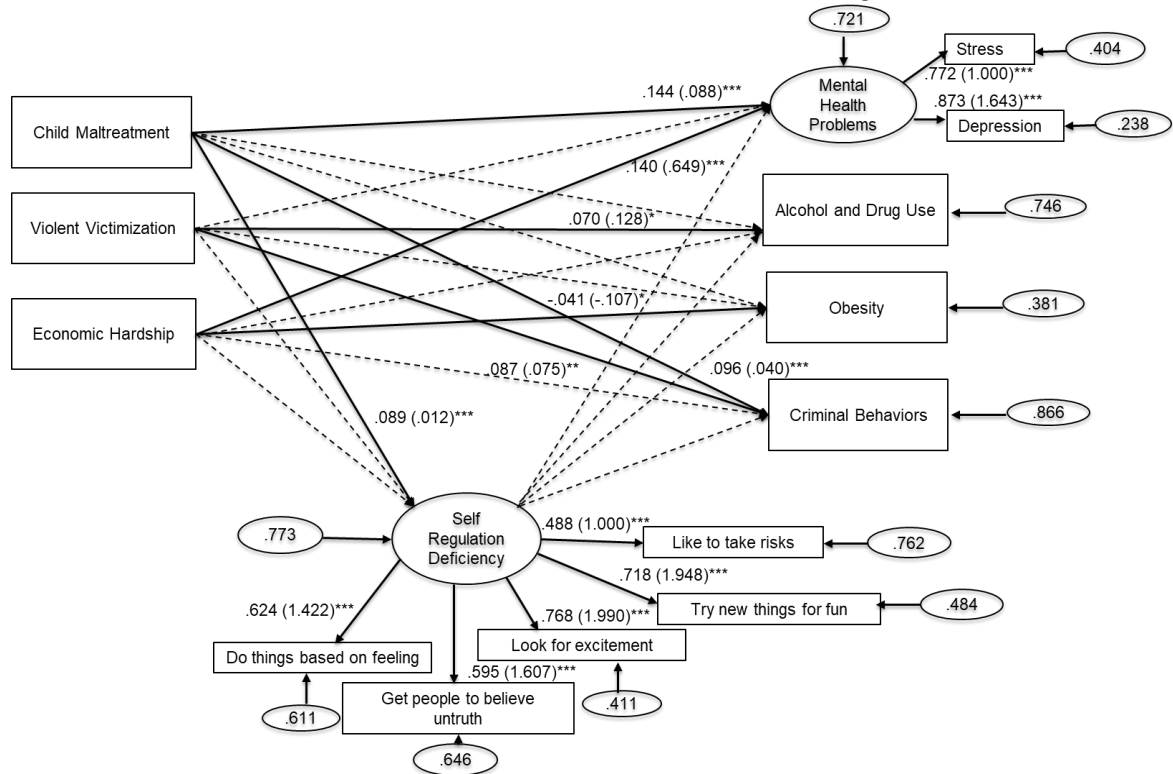 .721
Stress
.404
.772 (1.000)***
Mental
Health
Problems
.144 (.088)***
.873 (1.643)***
Child Maltreatment
Depression
.238
.140 (.649)***
Alcohol and Drug Use
.746
.070 (.128)*
Violent Victimization
-.041 (-.107)*
Obesity
.381
Economic Hardship
.087 (.075)**
.096 (.040)***
Criminal Behaviors
.866
.089 (.012)***
Self
Regulation
Deficiency
.773
.488 (1.000)***
Like to take risks
.762
.718 (1.948)***
Try new things for fun
.484
.624 (1.422)***
.768 (1.990)***
Look for excitement
Do things based on feeling
.595 (1.607)***
Get people to believe
untruth
.411
.611
.646